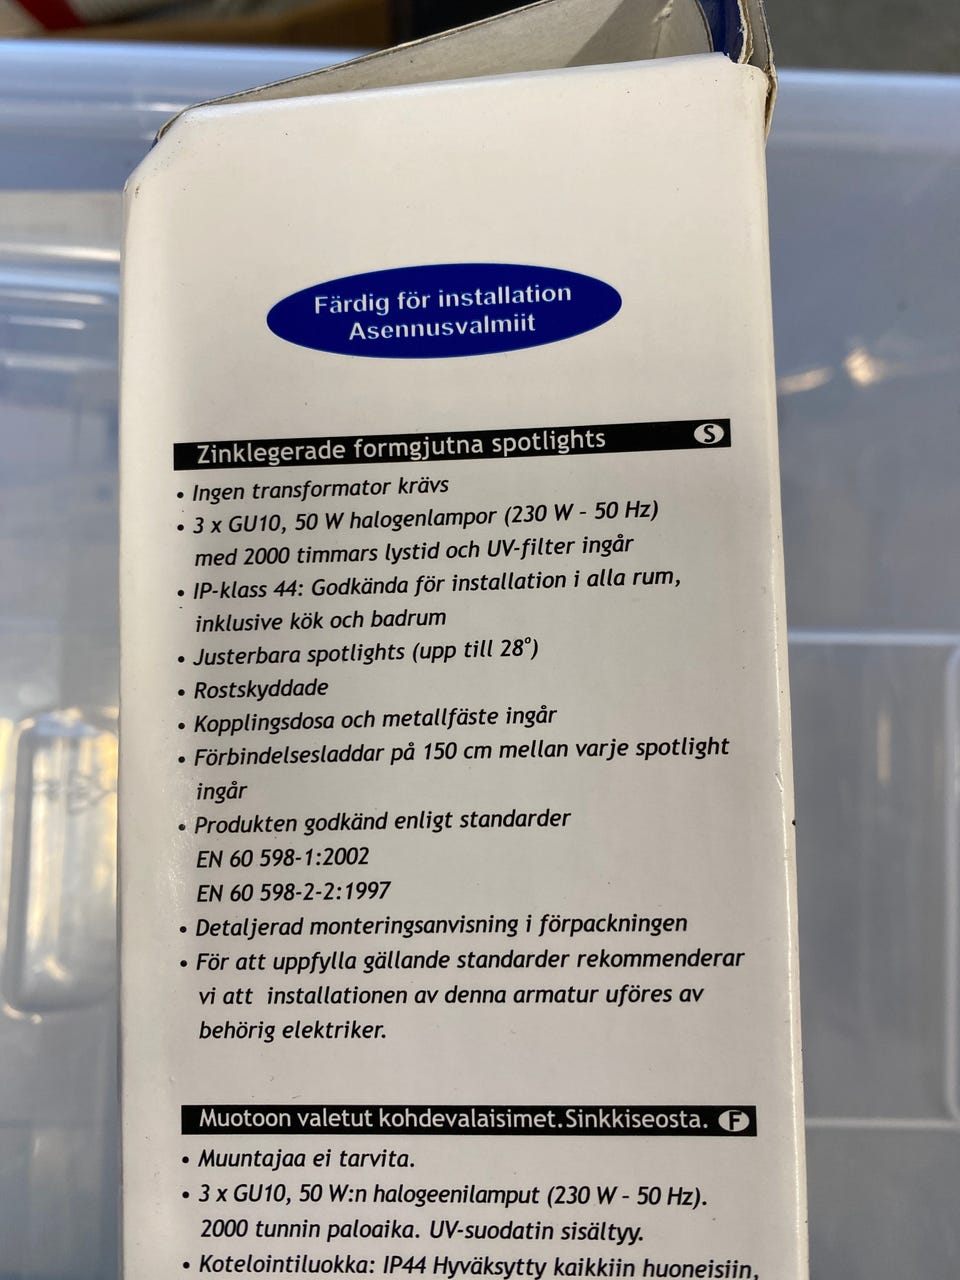 Färdig för installation
Asennusvalmiit
Zinklegerade formgjutna spotlights S
• Ingen transformator krävs
• 3 x GU10, 50 W halogenlampor (230 W - 50 Hz)
med 2000 timmars lystid och UV-filter ingår
• IP-klass 44: Godkända för installation i alla rum,
inklusive kök och badrum
• Justerbara spotlights (upp till 28°)
• Rostskyddade
• Kopplingsdosa och metallfäste ingår
• Förbindelsesladdar på 150 cm mellan varje spotlight
ingår
• Produkten godkänd enligt standarder
EN 60 598-1:2002
EN 60 598-2-2:1997
• Detaljerad monteringsanvisning i förpackningen
• För att uppfylla gällande standarder rekommenderar
vi att installationen av denna armatur uföres av
behörig elektriker.
Muotoon valetut kohdevalaisimet.Sinkkiseosta. F
• Muuntajaa ei tarvita.
• 3 x GU10, 50 W:n halogeenilamput (230 W - 50 Hz).
2000 tunnin paloaika. UV-suodatin sisältyy.
• Kotelointiluokka: IP44 Hyväksytty kaikkiin huoneisiin,